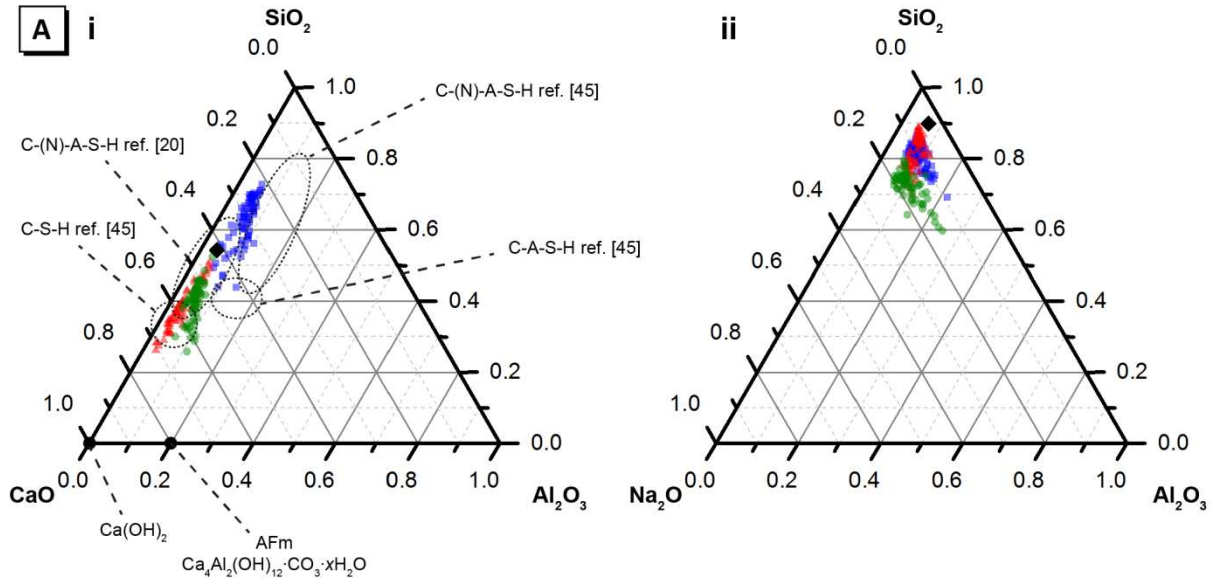 A i
SiO2
0.0
1.0
0.2
0.8
0.4
0.6
0.6
0.4
0.8
0.2
1.0
0.0
0.0
0.2
0.4
0.6
0.8
1.0
CaO
Al2O3
C-(N)-A-S-H ref. [45]
C-(N)-A-S-H ref. [20]
C-S-H ref. [45]
C-A-S-H ref. [45]
Ca(OH)2
AFm
Ca4Al2(OH)12·CO3·xH2O
ii
SiO2
0.0
1.0
0.2
0.8
0.4
0.6
0.6
0.4
0.8
0.2
1.0
0.0
0.0
0.2
0.4
0.6
0.8
1.0
Na2O
Al2O3